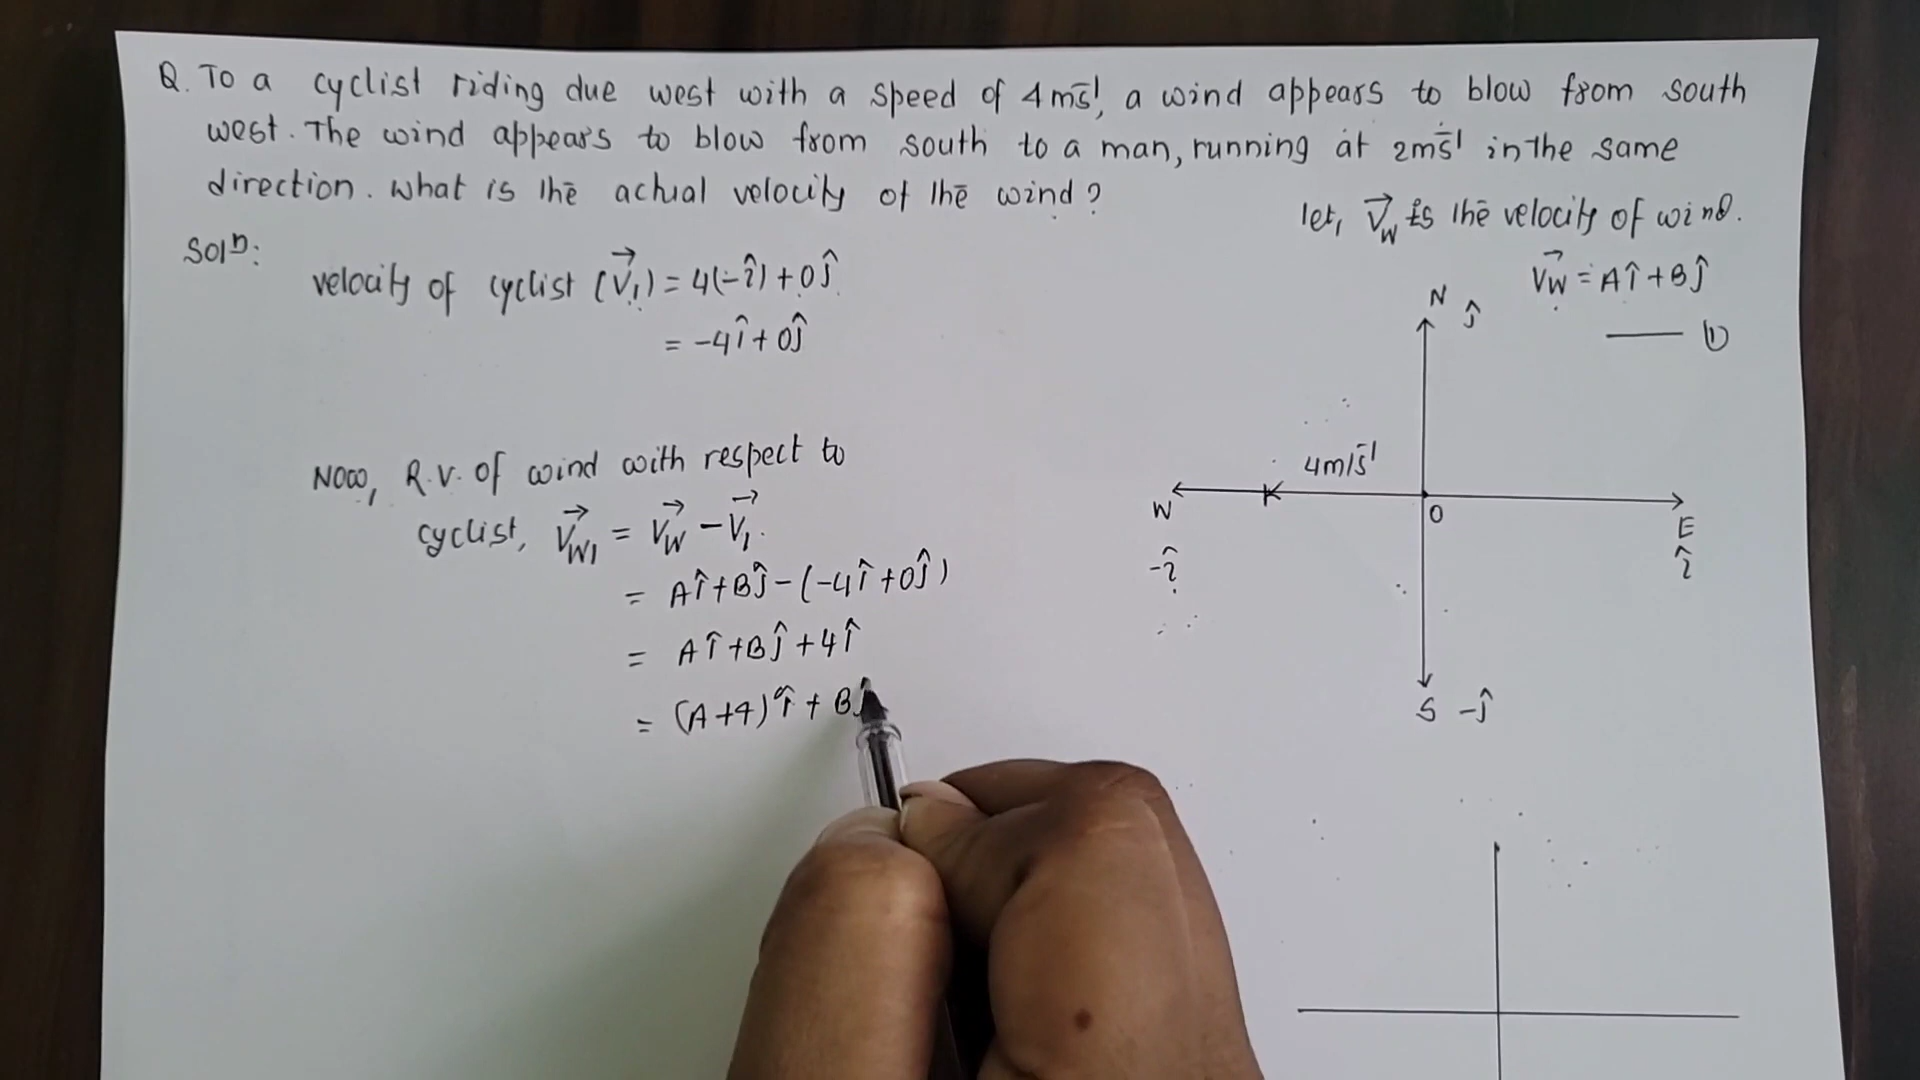 Q. To a cyclist riding due west with a speed of 4ms⁻¹, a wind appears to blow from south
west. The wind appears to blow from south to a man, running at 2ms⁻¹ in the same
direction. what is the actual velocity of the wind?
let, V⃗w is the velocity of wind.
Solⁿ:
V⃗w = Aî + Bĵ
① 
velocity of cyclist (V⃗₁) = 4(-î) + 0ĵ
= -4î + 0ĵ
N ĵ
Now, R.V. of wind with respect to
cyclist, V⃗w₁ = V⃗w - V⃗₁.
= Aî + Bĵ - (-4î + 0ĵ)
= Aî + Bĵ + 4î
= (A+4)î + Bĵ
4m/s⁻¹
W
O
E
-î
î
S -ĵ